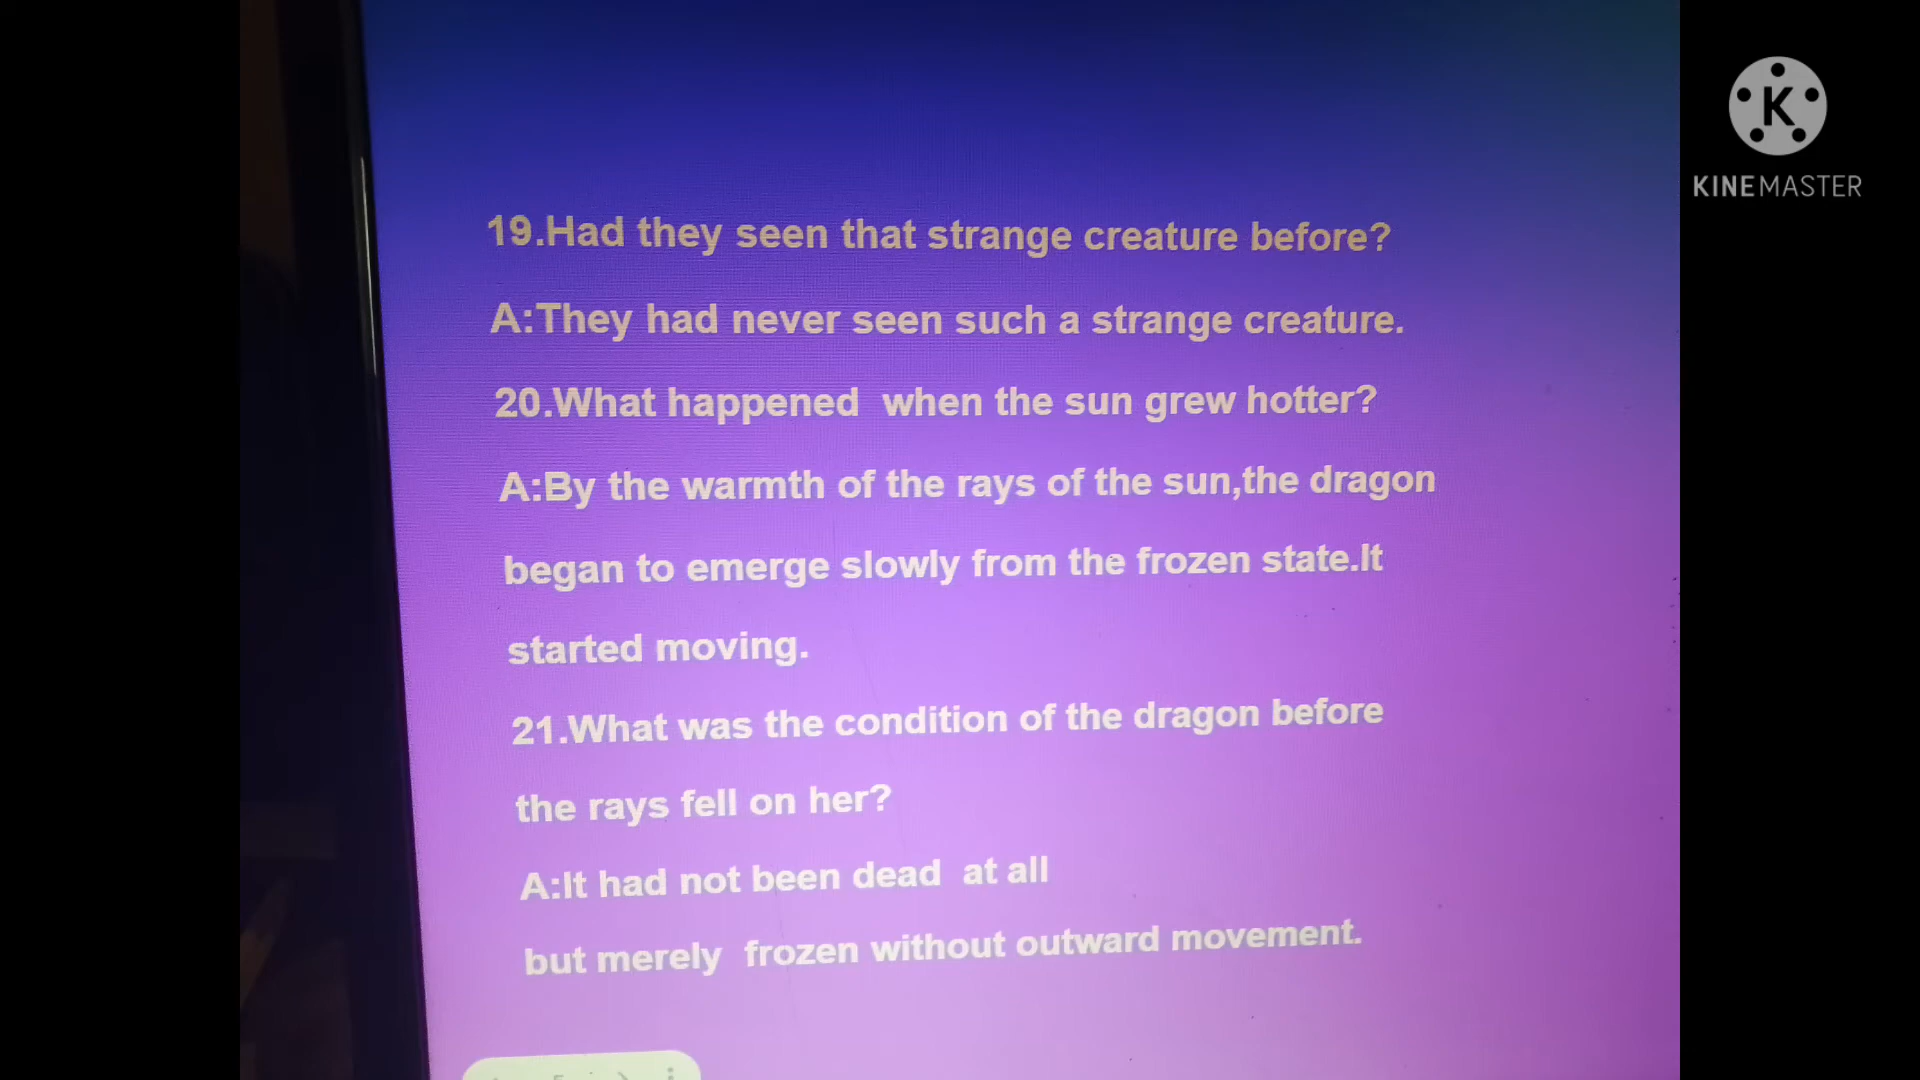 19.Had they seen that strange creature before?
A:They had never seen such a strange creature.
20.What happened when the sun grew hotter?
A:By the warmth of the rays of the sun,the dragon
began to emerge slowly from the frozen state.It
started moving.
21.What was the condition of the dragon before
the rays fell on her?
A:It had not been dead at all
but merely frozen without outward movement.
K
KINEMASTER